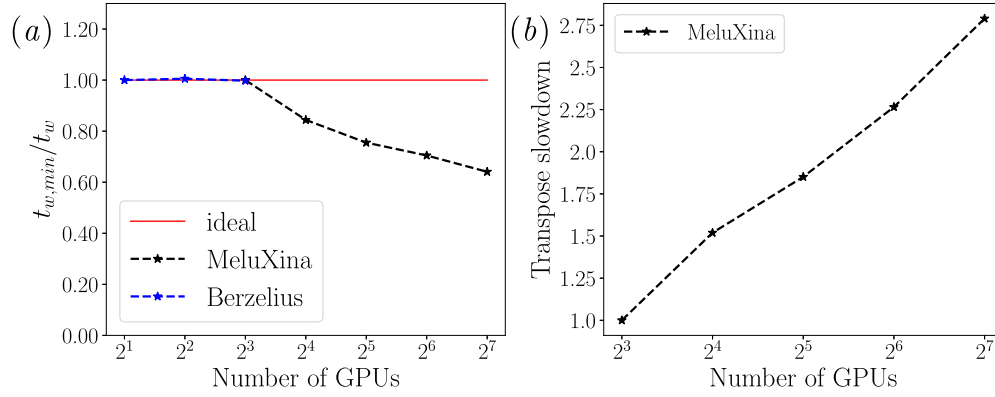 (a)
1.20
1.00
0.80
0.60
0.40
0.20
0.00
t_{w,min}/t_w
ideal
MeluXina
Berzelius
2^1 2^2 2^3 2^4 2^5 2^6 2^7
Number of GPUs
(b)
2.75
2.5
2.25
2.0
1.75
1.5
1.25
1.0
Transpose slowdown
MeluXina
2^3 2^4 2^5 2^6 2^7
Number of GPUs